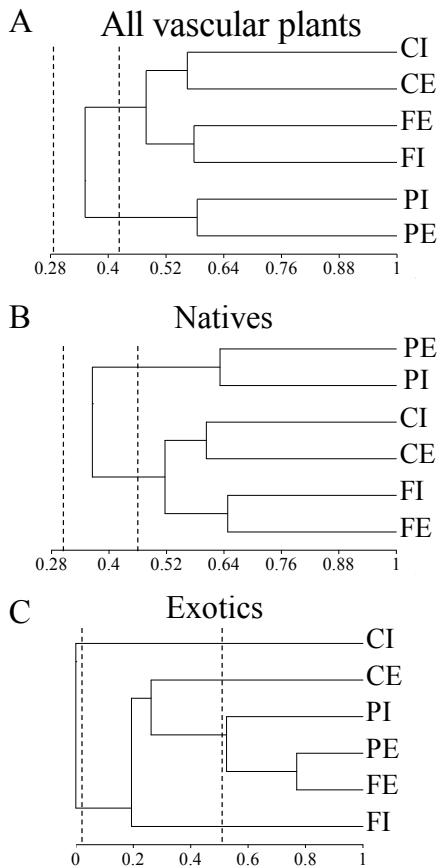 A All vascular plants
CI
CE
FE
FI
PI
PE
0.28 0.4 0.52 0.64 0.76 0.88 1
B Natives
PE
PI
CI
CE
FI
FE
0.28 0.4 0.52 0.64 0.76 0.88 1
C Exotics
CI
CE
PI
PE
FE
FI
0 0.2 0.4 0.6 0.8 1